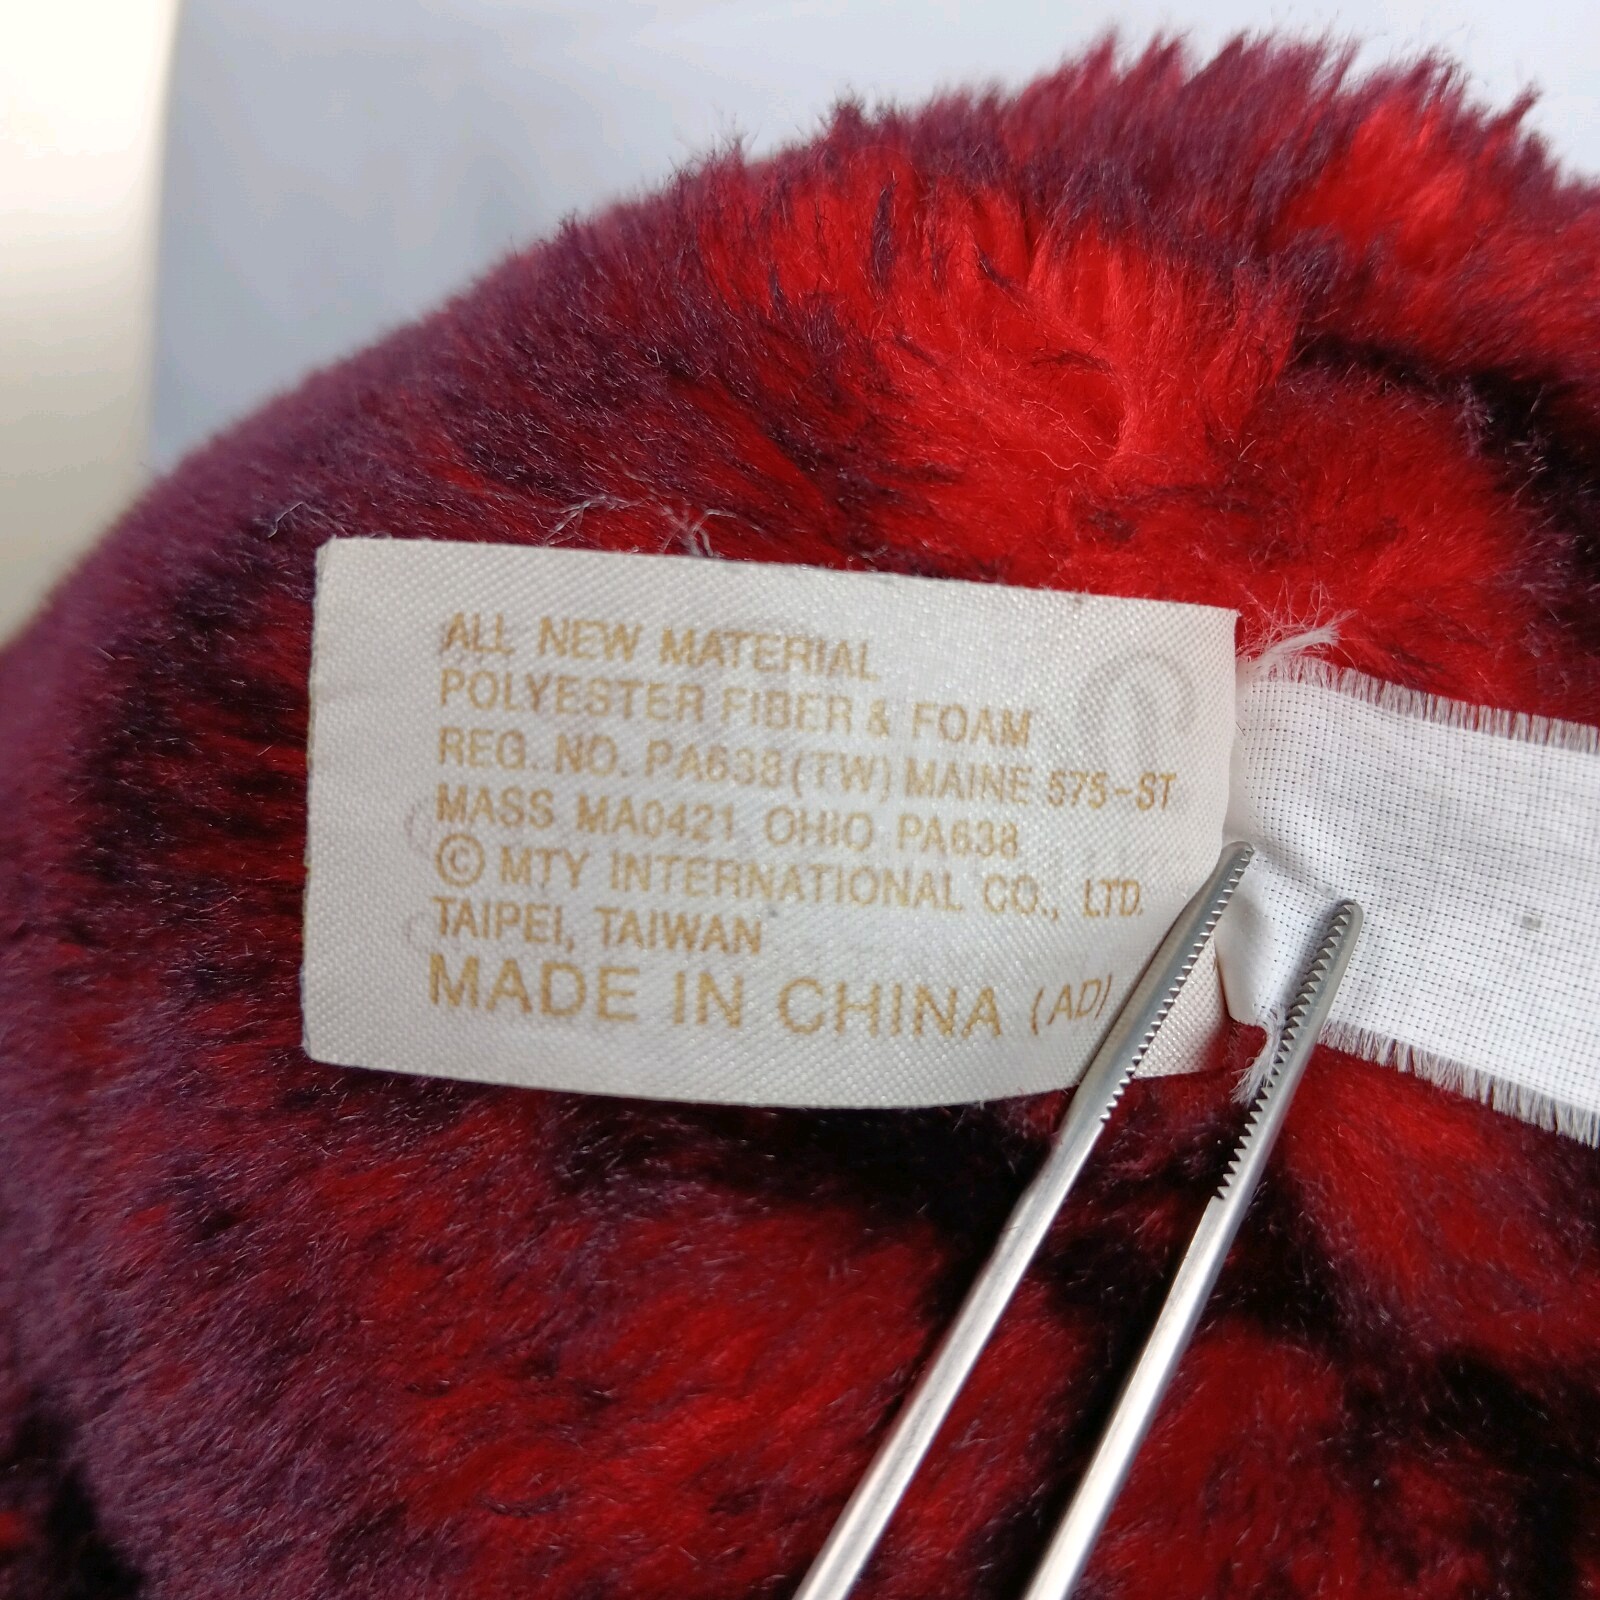 ALL NEW MATERIAL
POLYESTER FIBER & FOAM
REG. NO. PA638(TW) MAINE 575-ST
MASS MA0421 OHIO PA638
© MTY INTERNATIONAL CO., LTD.
TAIPEI, TAIWAN
MADE IN CHINA (AD)